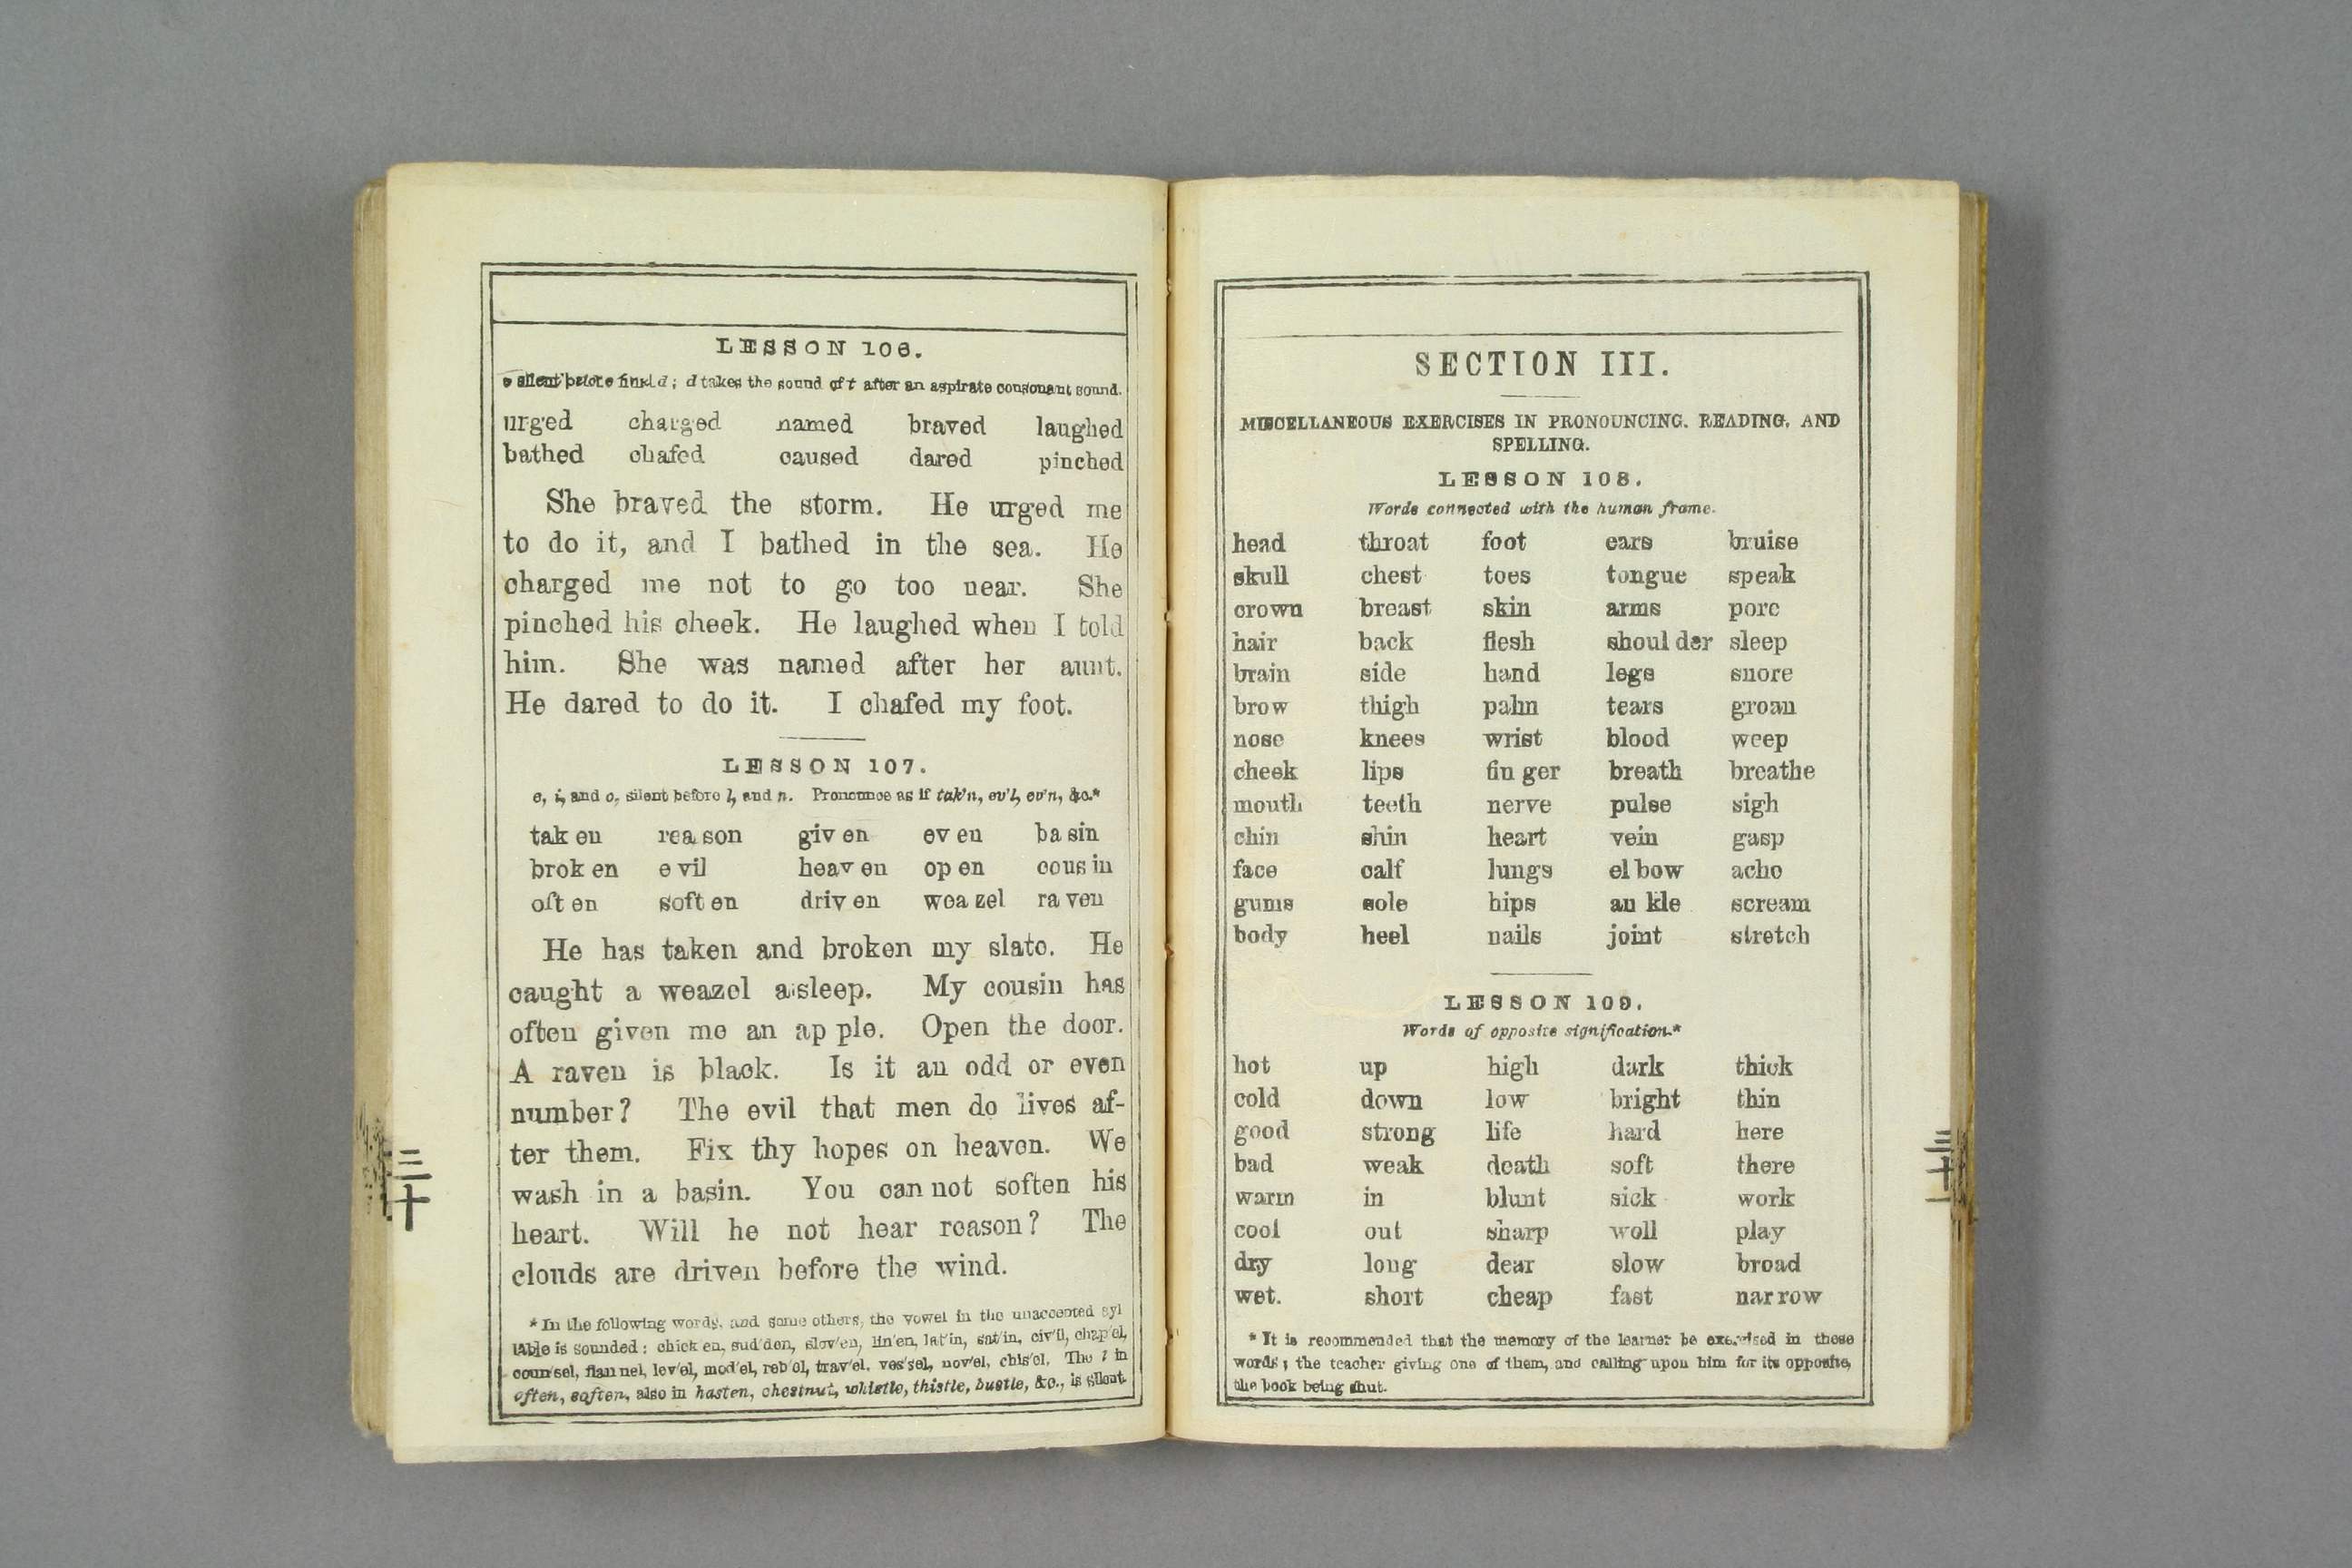 LESSON 106.
e silent before final d; d takes the sound of t after an aspirate consonant sound.
urged charged named braved laughed
bathed chafed caused dared pinched
She braved the storm. He urged me
to do it, and I bathed in the sea. He
charged me not to go too near. She
pinched his cheek. He laughed when I told
him. She was named after her aunt.
He dared to do it. I chafed my foot.
LESSON 107.
e, i, and o, silent before l, and n. Pronounce as if tak'n, ev'l, ev'n, &c.*
tak en rea son giv en ev en ba sin
brok en e vil heav en op en cous in
oft en soft en driv en wea zel ra ven
He has taken and broken my slate. He
caught a weazel asleep. My cousin has
often given me an ap ple. Open the door.
A raven is black. Is it an odd or even
number? The evil that men do lives af-
ter them. Fix thy hopes on heaven. We
wash in a basin. You can not soften his
heart. Will he not hear reason? The
clouds are driven before the wind.
* In the following words, and some others, the vowel in the unaccented syl
lable is sounded: chick en, sud'den, slov'en, lin'en, lat'in, sat'in, civ'il, chap'el,
coun'sel, flan nel, lev'el, mod'el, reb'el, trav'el, ves'sel, nov'el, chis'el. The t in
often, soften, also in hasten, chestnut, whistle, thistle, bustle, &c., is silent.
三十
SECTION III.
MISCELLANEOUS EXERCISES IN PRONOUNCING. READING, AND
SPELLING.
LESSON 108.
Words connected with the human frame.
head throat foot ears bruise
skull chest toes tongue speak
crown breast skin arms pore
hair back flesh shoul der sleep
brain side hand legs snore
brow thigh palm tears groan
nose knees wrist blood weep
cheek lips fin ger breath breathe
mouth teeth nerve pulse sigh
chin shin heart vein gasp
face calf lungs el bow ache
gums sole hips an kle scream
body heel nails joint stretch
LESSON 109.
Words of opposite signification.*
hot up high dark thick
cold down low bright thin
good strong life hard here
bad weak death soft there
warm in blunt sick work
cool out sharp well play
dry long dear slow broad
wet. short cheap fast nar row
* It is recommended that the memory of the learner be exercised in these
words; the teacher giving one of them, and calling upon him for its opposite,
the book being shut.